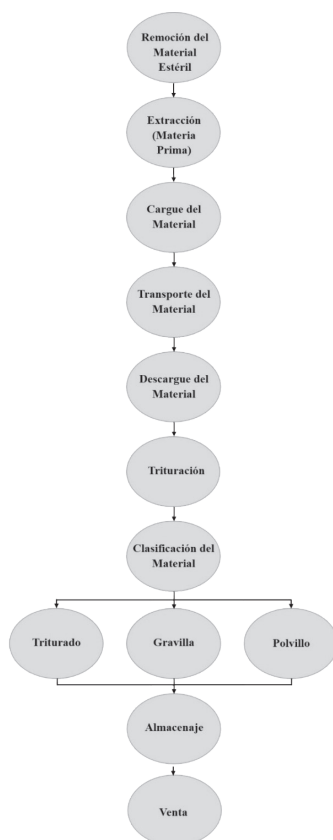 Remoción del
Material
Estéril
Extracción
(Materia
Prima)
Cargue del
Material
Transporte del
Material
Descargue del
Material
Trituración
Clasificación del
Material
Triturado
Gravilla
Polvillo
Almacenaje
Venta